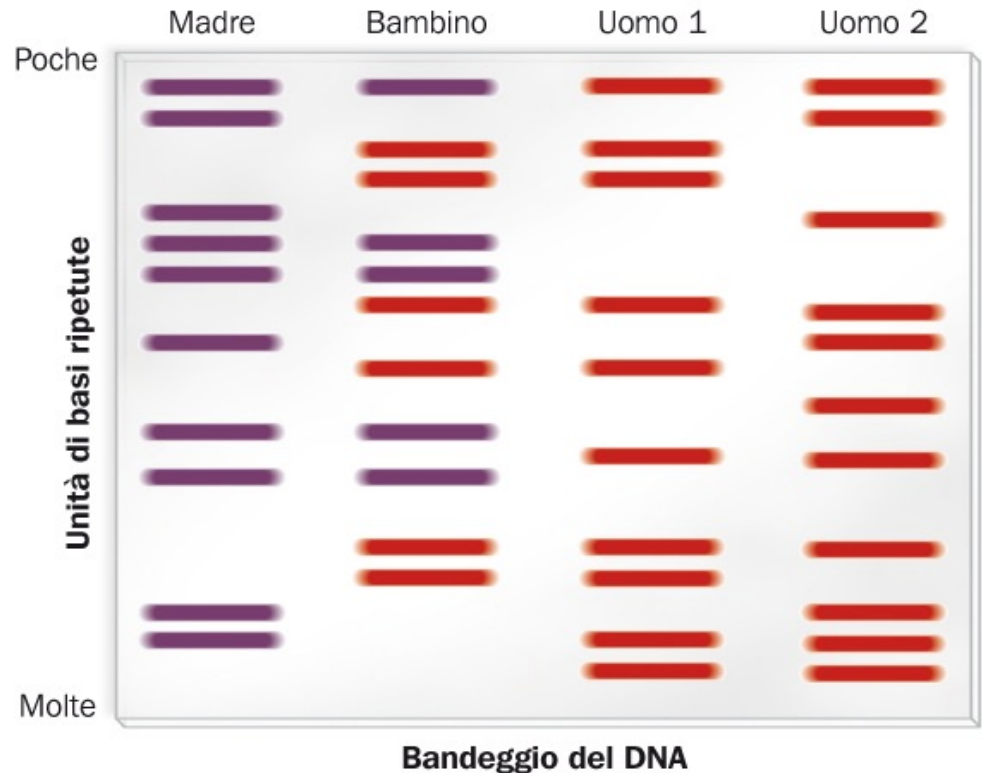 Madre Bambino Uomo 1 Uomo 2
Poche
Unità di basi ripetute
Molte
Bandeggio del DNA